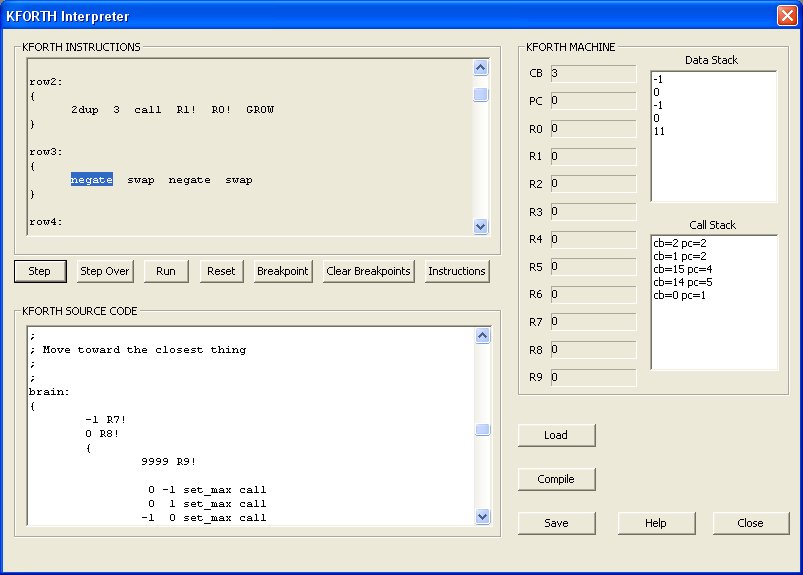 KFORTH Interpreter
KFORTH INSTRUCTIONS
row2:
{
2dup 3 call R1! R0! GROW
}
row3:
{
negate swap negate swap
}
row4:
Step
Step Over
Run
Reset
Breakpoint
Clear Breakpoints
Instructions
KFORTH SOURCE CODE
;
; Move toward the closest thing
;
;
brain:
{
-1 R7!
0 R8!
{
9999 R9!
0 -1 set_max call
0 1 set_max call
-1 0 set_max call
KFORTH MACHINE
CB 3
PC 0
R0 0
R1 0
R2 0
R3 0
R4 0
R5 0
R6 0
R7 0
R8 0
R9 0
Data Stack
-1
0
-1
0
11
Call Stack
cb=2 pc=2
cb=1 pc=2
cb=15 pc=4
cb=14 pc=5
cb=0 pc=1
Load
Compile
Save
Help
Close